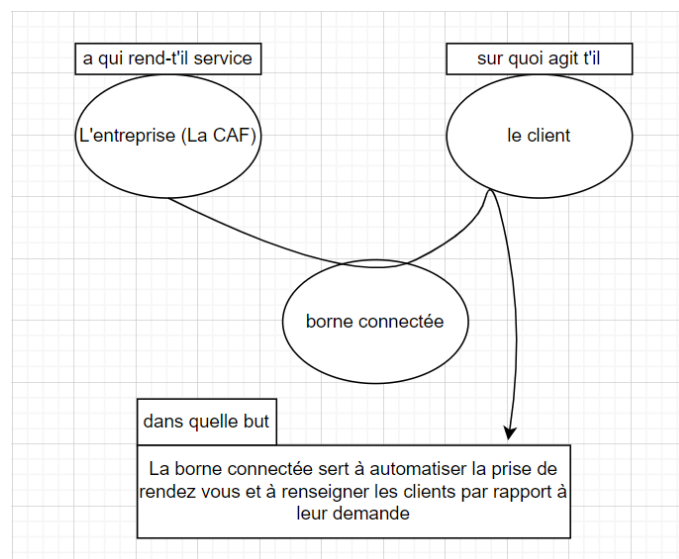 a qui rend-t'il service
sur quoi agit t'il
L'entreprise (La CAF)
le client
borne connectée
dans quelle but
La borne connectée sert à automatiser la prise de
rendez vous et à renseigner les clients par rapport à
leur demande